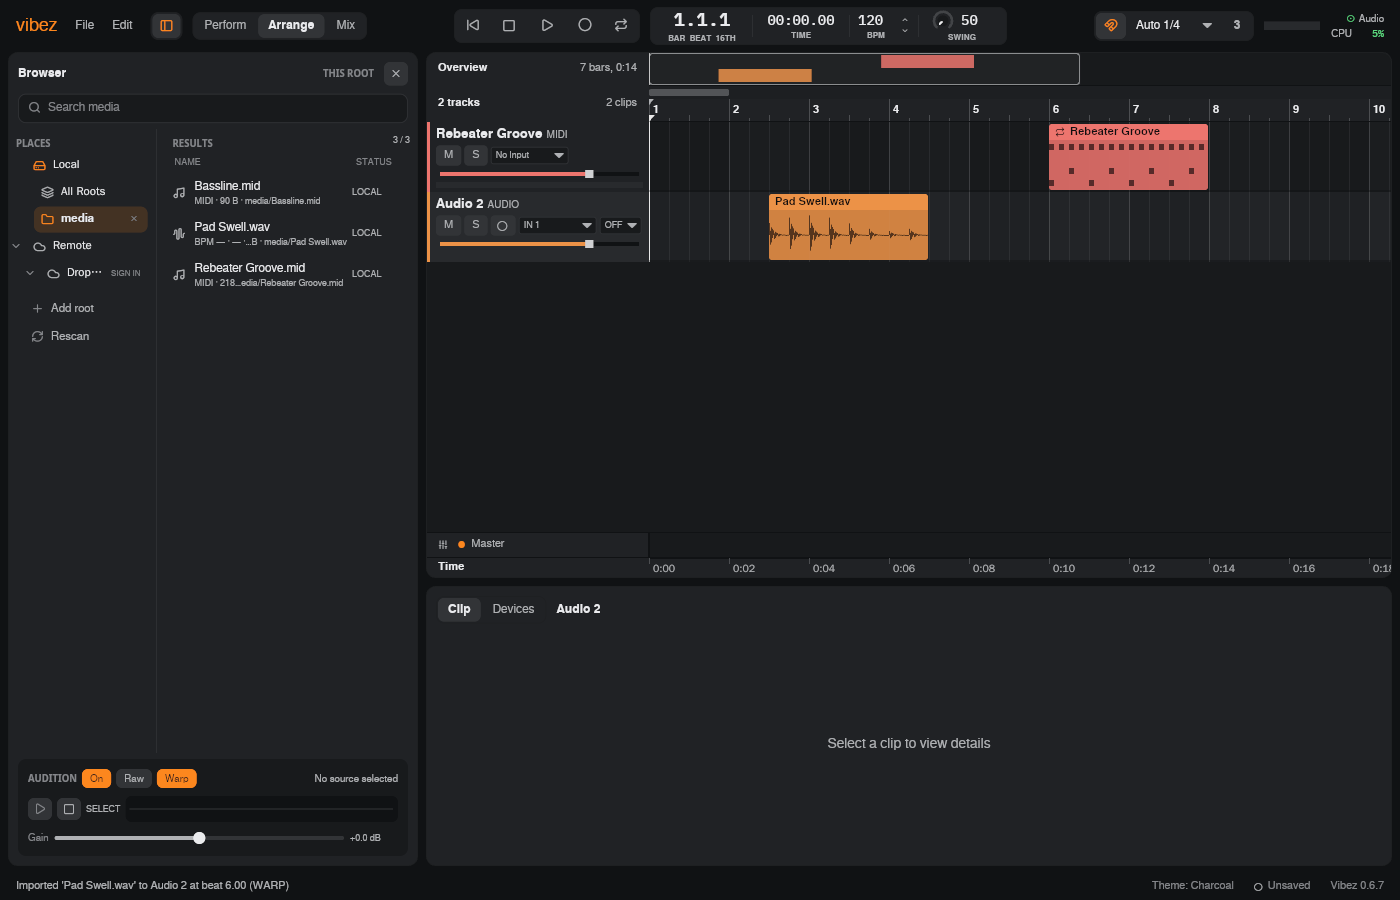 vibez File Edit Perform Arrange Mix
1.1.1 00:00.00 120 50
BAR BEAT 16TH TIME BPM SWING
Auto 1/4 3
Audio
CPU 5%
Browser THIS ROOT
Search media
PLACES
Local
All Roots
media
Remote
Drop··· SIGN IN
Add root
Rescan
RESULTS 3 / 3
NAME STATUS
Bassline.mid
MIDI · 90 B · media/Bassline.mid
LOCAL
Pad Swell.wav
BPM — · — ·...B · media/Pad Swell.wav
LOCAL
Rebeater Groove.mid
MIDI · 218...edia/Rebeater Groove.mid
LOCAL
AUDITION On Raw Warp No source selected
SELECT
Gain +0.0 dB
Overview 7 bars, 0:14
2 tracks 2 clips
1 2 3 4 5 6 7 8 9 10
Rebeater Groove MIDI
M S No Input
Rebeater Groove
Audio 2 AUDIO
M S IN 1 OFF
Pad Swell.wav
Master
Time 0:00 0:02 0:04 0:06 0:08 0:10 0:12 0:14 0:16
Clip Devices Audio 2
Select a clip to view details
Imported 'Pad Swell.wav' to Audio 2 at beat 6.00 (WARP)
Theme: Charcoal Unsaved Vibez 0.6.7